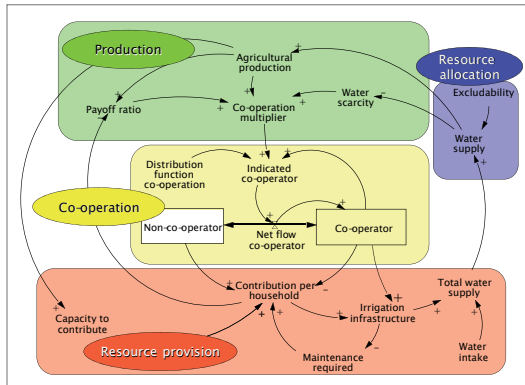 Production
Agricultural
production
Resource
allocation
Excludability
Payoff ratio
Co-operation
multiplier
Water
scarcity
Water
supply
Distribution
function
co-operation
Indicated
co-operator
Co-operation
Non-co-operator
Net flow
co-operator
Co-operator
Contribution per
household
Total water
supply
Capacity to
contribute
Irrigation
infrastructure
Resource provision
Maintenance
required
Water
intake